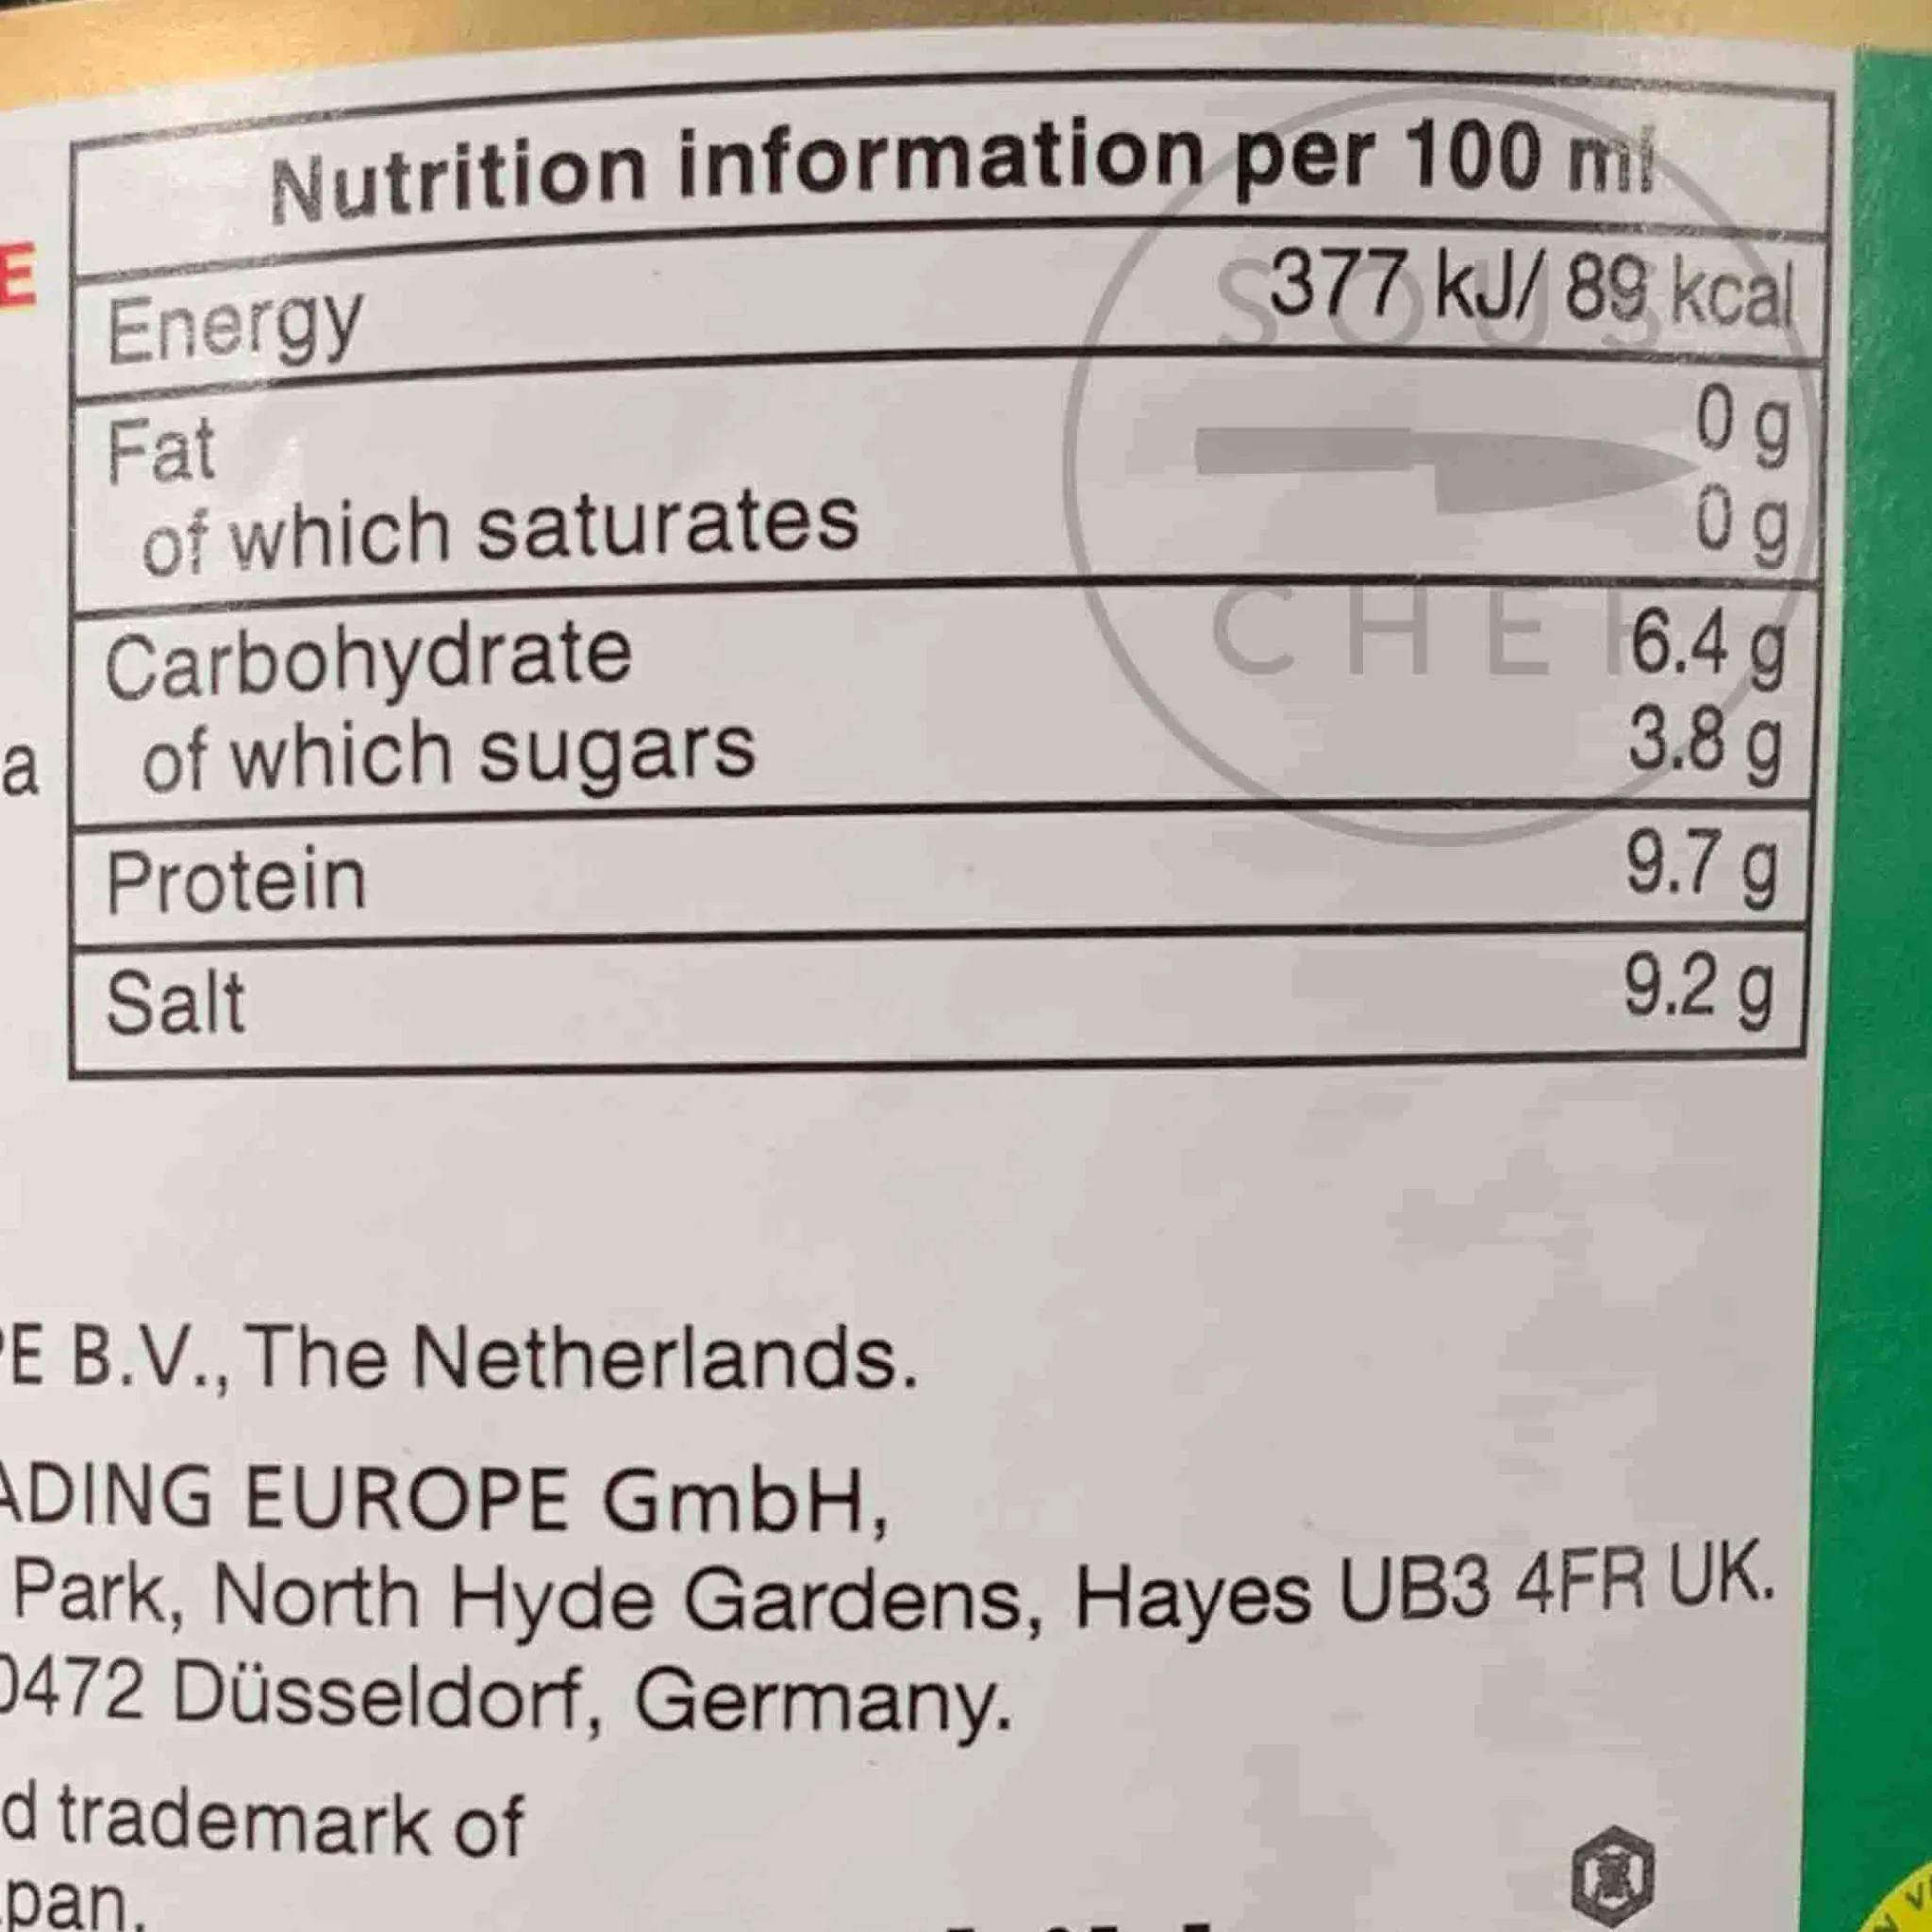 Nutrition information per 100 ml
E
Energy 377 kJ/ 89 kcal
Fat 0 g
of which saturates 0 g
Carbohydrate 6.4 g
a of which sugars 3.8 g
Protein 9.7 g
Salt 9.2 g
SOUS
CHEF
E B.V., The Netherlands.
ADING EUROPE GmbH,
Park, North Hyde Gardens, Hayes UB3 4FR UK.
0472 Düsseldorf, Germany.
d trademark of
pan.